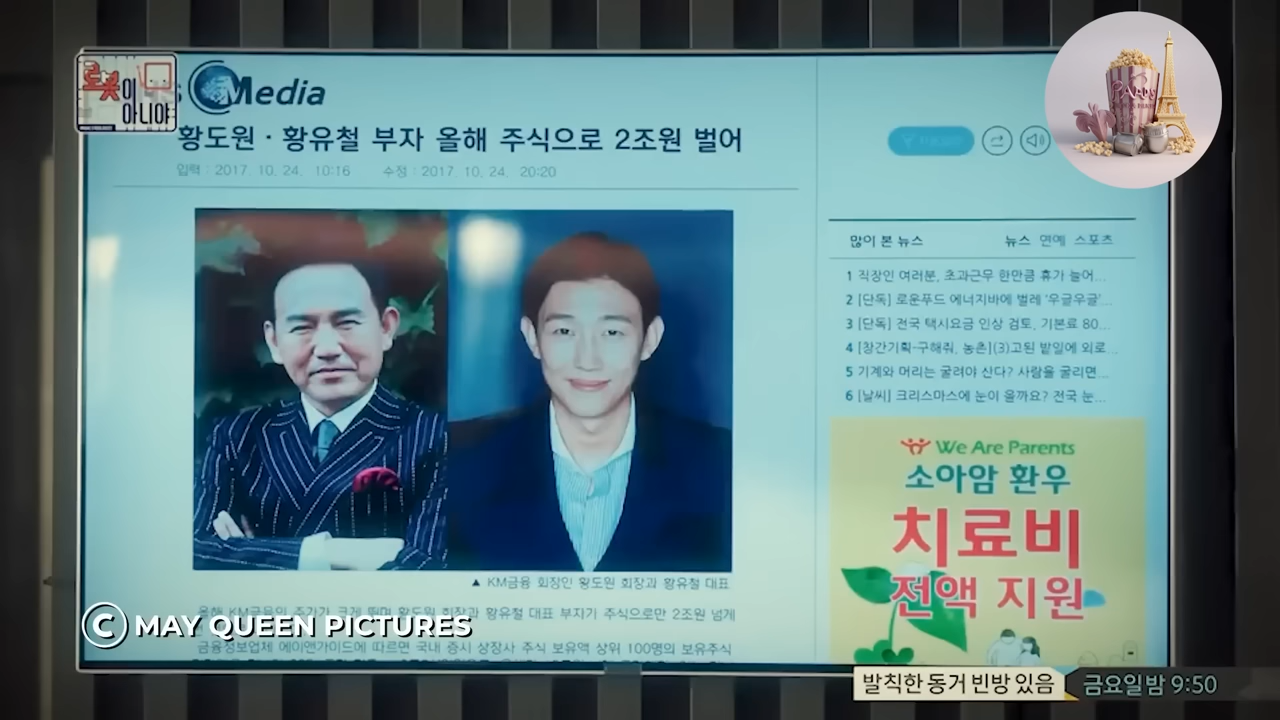 로봇이
아니야
Media
황도원 · 황유철 부자 올해 주식으로 2조원 벌어
입력 : 2017. 10. 24. 10:16 수정 : 2017. 10. 24. 20:20
많이 본 뉴스 뉴스 연예 스포츠
1 직장인 여러분, 초과근무 한만큼 휴가 늘어...
2 [단독] 로운푸드 에너지바에 벌레 '우글우글'...
3 [단독] 전국 택시요금 인상 검토, 기본료 80...
4 [창간기획-구해줘, 농촌](3)고된 밭일에 외로...
5 기계와 머리는 굴려야 산다? 사람을 굴리면...
6 [날씨] 크리스마스에 눈이 올까요? 전국 눈...
We Are Parents
소아암 환우
치료비
전액 지원
▲ KM금융 회장인 황도원 회장과 황유철 대표
올해 KM금융의 주가가 크게 뛰며 황도원 회장과 황유철 대표 부자가 주식으로만 2조원 넘게
금융정보업체 에이앤가이드에 따르면 국내 증시 상장사 주식 보유액 상위 100명의 보유주식
© MAY QUEEN PICTURES
발칙한 동거 빈방 있음 금요일 밤 9:50